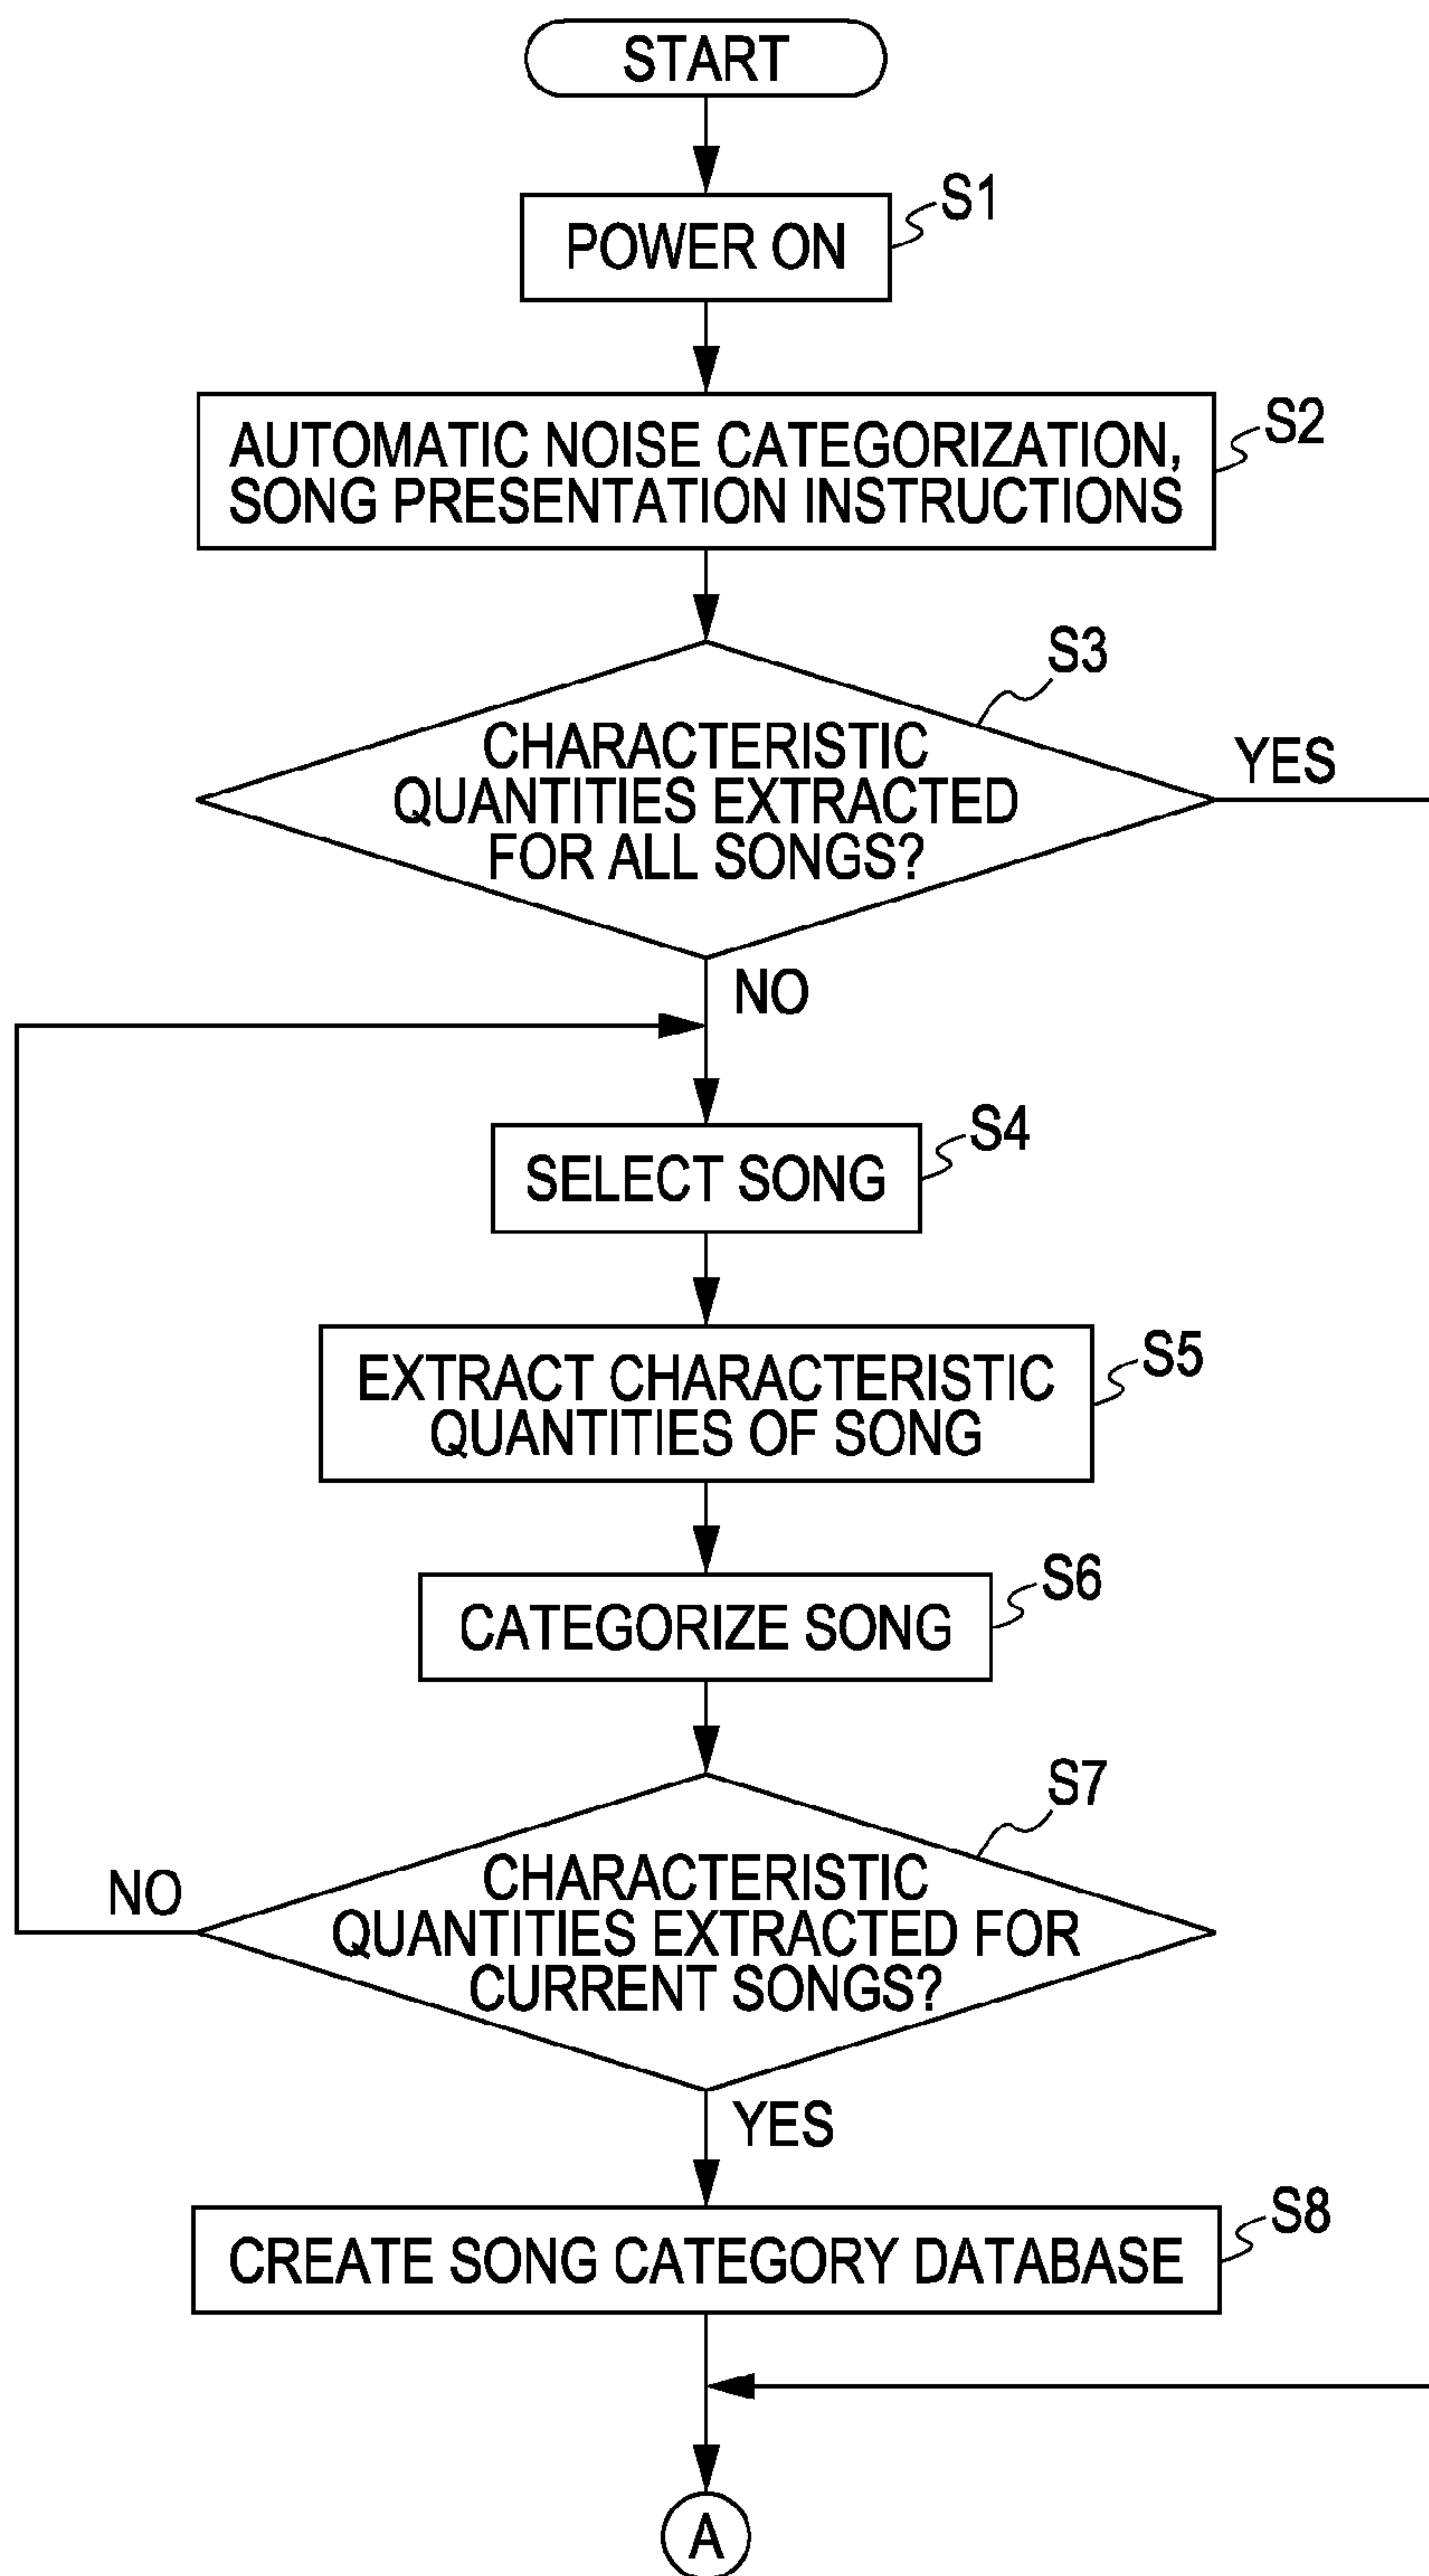 START
S1
POWER ON
S2
AUTOMATIC NOISE CATEGORIZATION,
SONG PRESENTATION INSTRUCTIONS
S3
CHARACTERISTIC
QUANTITIES EXTRACTED
FOR ALL SONGS?
YES
NO
S4
SELECT SONG
S5
EXTRACT CHARACTERISTIC
QUANTITIES OF SONG
S6
CATEGORIZE SONG
S7
CHARACTERISTIC
QUANTITIES EXTRACTED FOR
CURRENT SONGS?
NO
YES
S8
CREATE SONG CATEGORY DATABASE
A